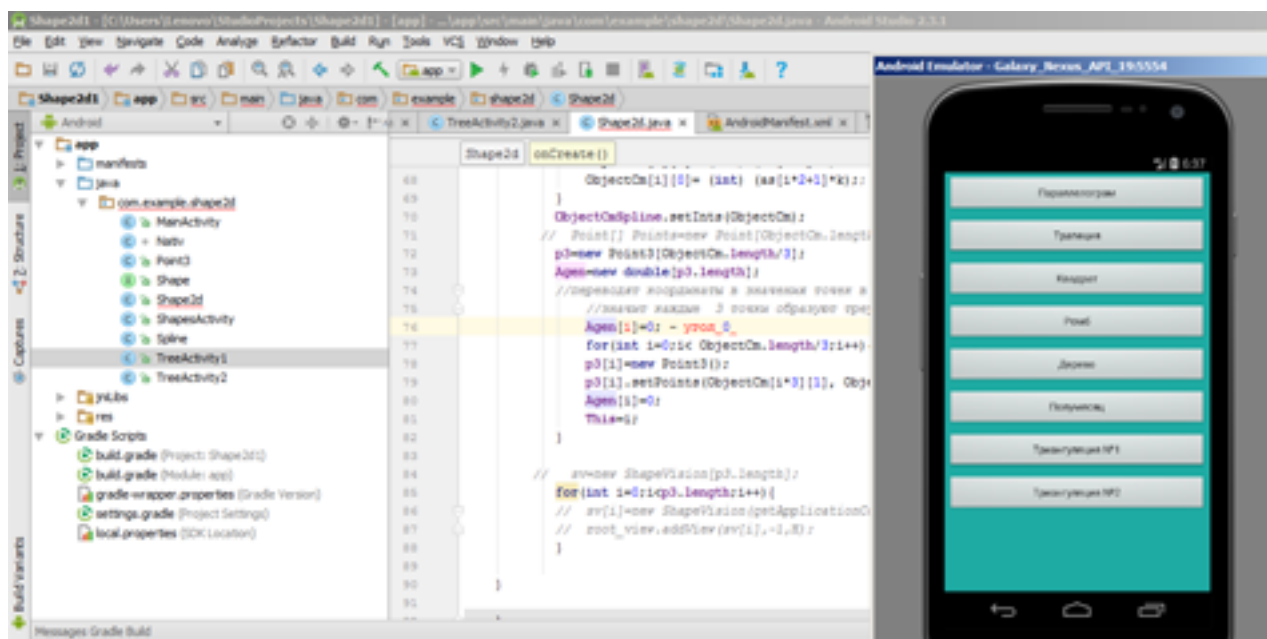 Shape2d1 - [C:\Users\Lenovo\StudioProjects\Shape2d1] - [app] - ...\app\src\main\java\com\example\shape2d\Shape2d.java - Android Studio 2.3.1
File Edit View Navigate Code Analyze Refactor Build Run Tools VCS Window Help
app
Shape2d1 app src main java com example shape2d Shape2d
Android
TreeActivity2.java Shape2d.java AndroidManifest.xml
Shape2d onCreate()
1: Project
7: Structure
Captures
Build Variants
app
manifests
java
com.example.shape2d
MainActivity
Nativ
Point3
Shape
Shape2d
ShapesActivity
Spline
TreeActivity1
TreeActivity2
jniLibs
res
Gradle Scripts
build.gradle (Project: Shape2d1)
build.gradle (Module: app)
gradle-wrapper.properties (Gradle Version)
settings.gradle (Project Settings)
local.properties (SDK Location)
68 ObjectCm[i][0]= (int) (as[i*2+1]*k);;
69 }
70 ObjectCmSpline.setInts(ObjectCm);
71 // Point[] Points=new Point[ObjectCm.length
72 p3=new Point3[ObjectCm.length/3];
73 Agen=new double[p3.length];
74 //переводят координаты в значения точек в
75 //значит каждые 3 точки образуют тре
76 Agen[i]=0; - угол_0_
77 for(int i=0;i< ObjectCm.length/3;i++)
78 p3[i]=new Point3();
79 p3[i].setPoints(ObjectCm[i*3][1], Obje
80 Agen[i]=0;
81 This=i;
82 }
83
84 // sv=new ShapeVision[p3.length];
85 for(int i=0;i<p3.length;i++){
86 // sv[i]=new ShapeVision(getApplicationCo
87 // root_view.addView(sv[i],-1,H);
88 }
89
90 }
91
Messages Gradle Build
Android Emulator - Galaxy_Nexus_API_19:5554
6:37
Параллелограм
Трапеция
Квадрат
Ромб
Дерево
Полумесяц
Триангуляция №1
Триангуляция №2